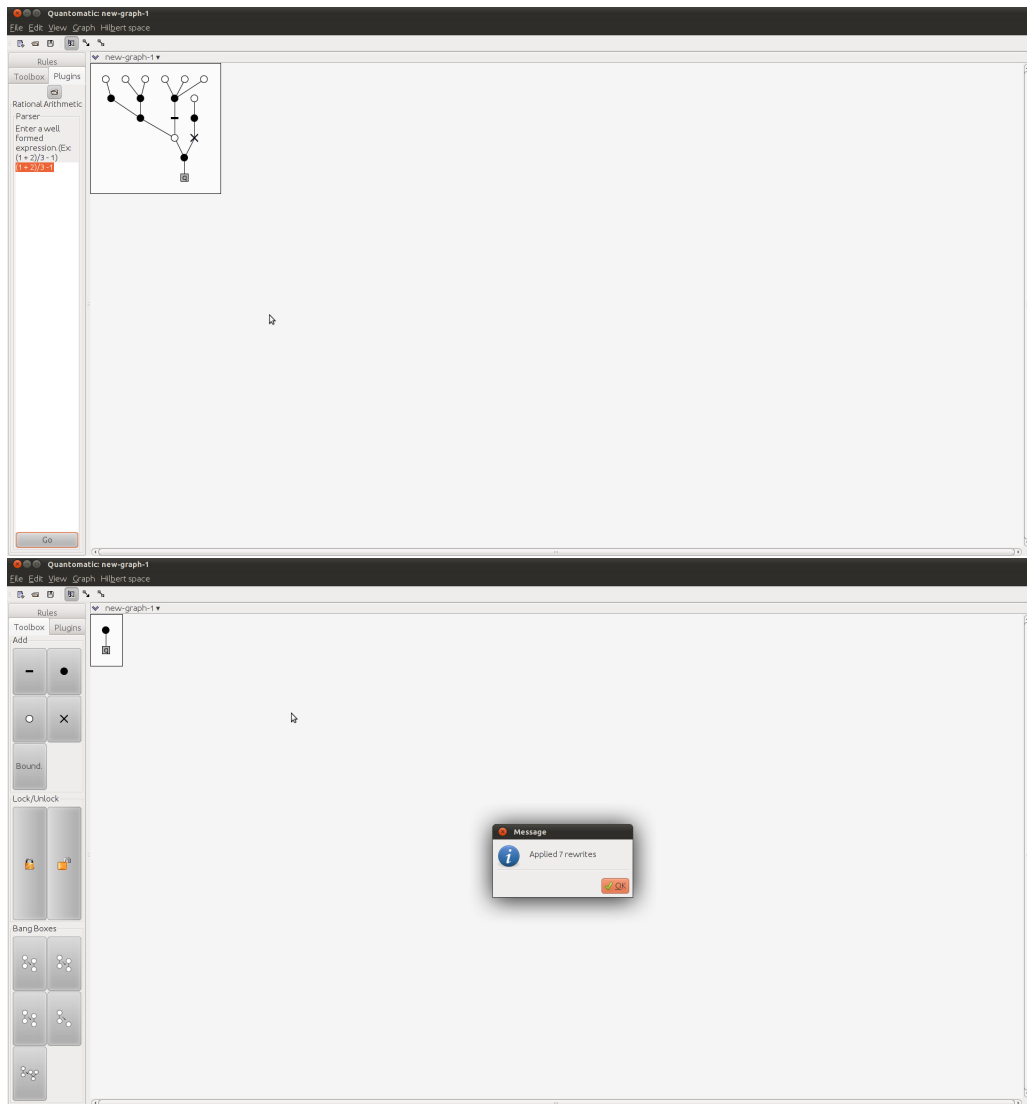 Quantomatic: new-graph-1
File Edit View Graph Hilbert space
Rules
new-graph-1
Toolbox Plugins
Rational Arithmetic
Parser
Enter a well
formed
expression.(Ex:
(1 + 2)/3 - 1)
(1 + 2)/3 -1
Go
Quantomatic: new-graph-1
File Edit View Graph Hilbert space
Rules
new-graph-1
Toolbox Plugins
Add
Bound.
Lock/Unlock
Message
Applied 7 rewrites
OK
Bang Boxes